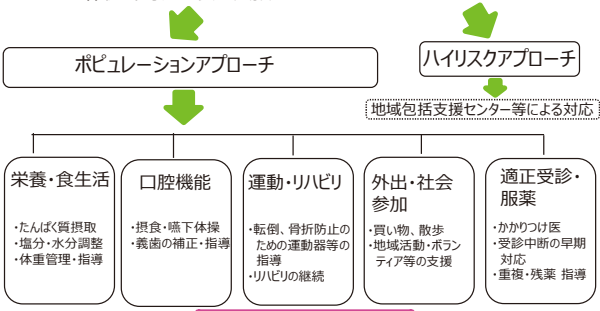 ポピュレーションアプローチ
ハイリスクアプローチ
地域包括支援センター等による対応
栄養・食生活
・たんぱく質摂取
・塩分・水分調整
・体重管理・指導
口腔機能
・摂食・嚥下体操
・義歯の補正・指導
運動・リハビリ
・転倒、骨折防止の
ための運動器等の
指導
・リハビリの継続
外出・社会
参加
・買い物、散歩
・地域活動・ボラン
ティア等の支援
適正受診・
服薬
・かかりつけ医
・受診中断の早期
対応
・重複・残薬 指導